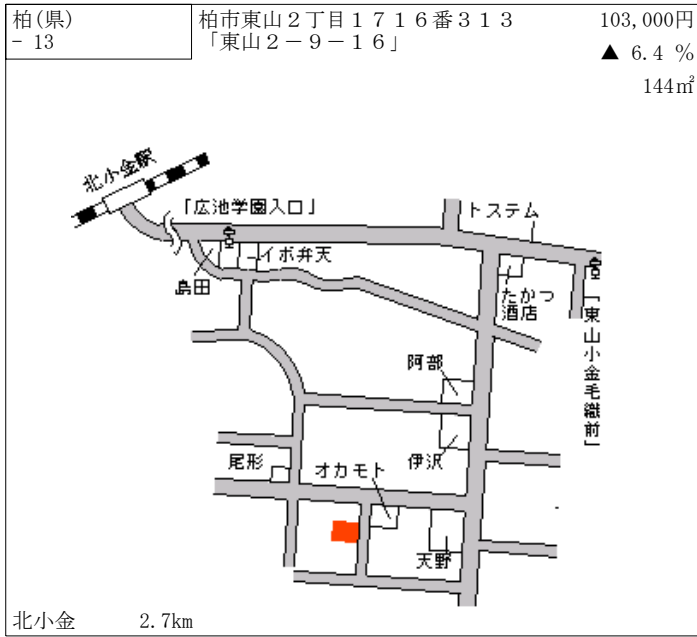 柏(県)
- 13
柏市東山２丁目１７１６番３１３
「東山２－９－１６」
103,000円
▲ 6.4 %
144㎡
北小金駅
「広池学園入口」
トステム
イボ弁天
島田
たかつ
酒店
「東山小金毛織前」
阿部
伊沢
尾形
オカモト
天野
北小金 2.7km